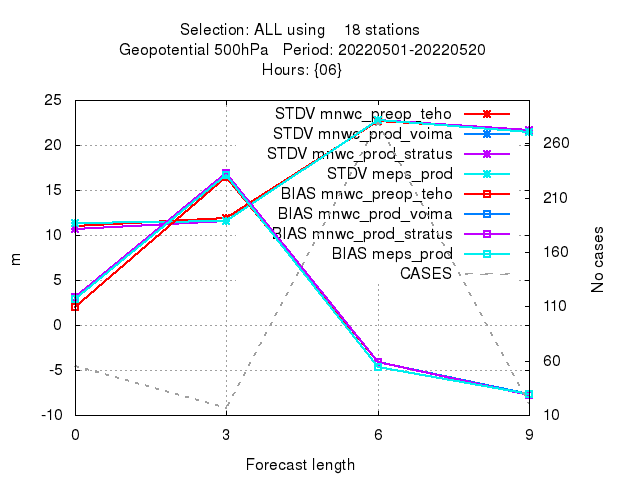 Selection: ALL using 18 stations
Geopotential 500hPa Period: 20220501-20220520
Hours: {06}
25
20
15
10
5
0
-5
-10
m
STDV mnwc_preop_teho
STDV mnwc_prod_voima
STDV mnwc_prod_stratus
STDV meps_prod
BIAS mnwc_preop_teho
BIAS mnwc_prod_voima
BIAS mnwc_prod_stratus
BIAS meps_prod
CASES
260
210
160
110
60
10
No cases
0 3 6 9
Forecast length